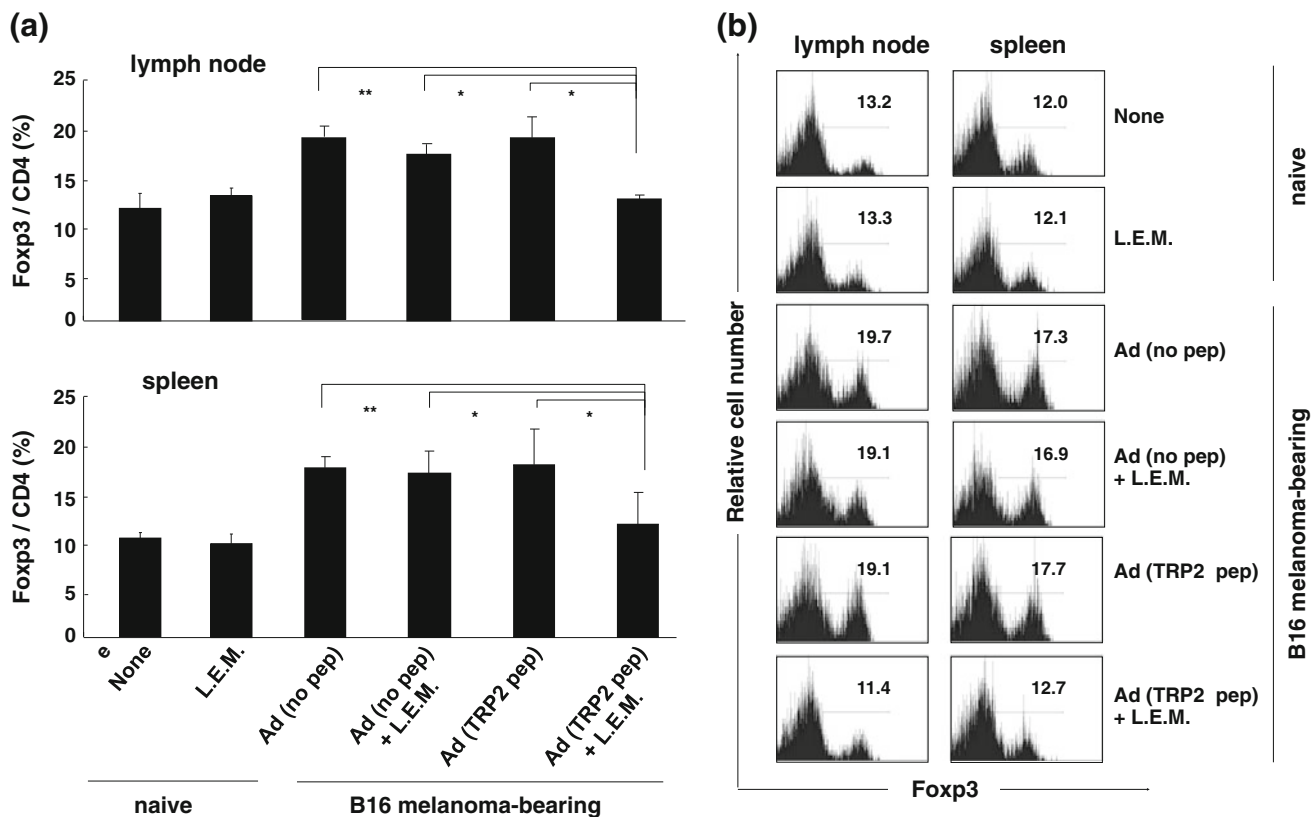 (a)
lymph node
25
20
15
10
5
0
Foxp3 / CD4 (%)
** * *
spleen
25
20
15
10
5
0
Foxp3 / CD4 (%)
** * *
e
None
L.E.M.
Ad (no pep)
Ad (no pep)
+ L.E.M.
Ad (TRP2 pep)
Ad (TRP2 pep)
+ L.E.M.
naive
B16 melanoma-bearing
(b)
lymph node spleen
13.2 12.0 None
13.3 12.1 L.E.M.
19.7 17.3 Ad (no pep)
19.1 16.9 Ad (no pep)
+ L.E.M.
19.1 17.7 Ad (TRP2 pep)
11.4 12.7 Ad (TRP2 pep)
+ L.E.M.
Relative cell number
Foxp3
naive
B16 melanoma-bearing